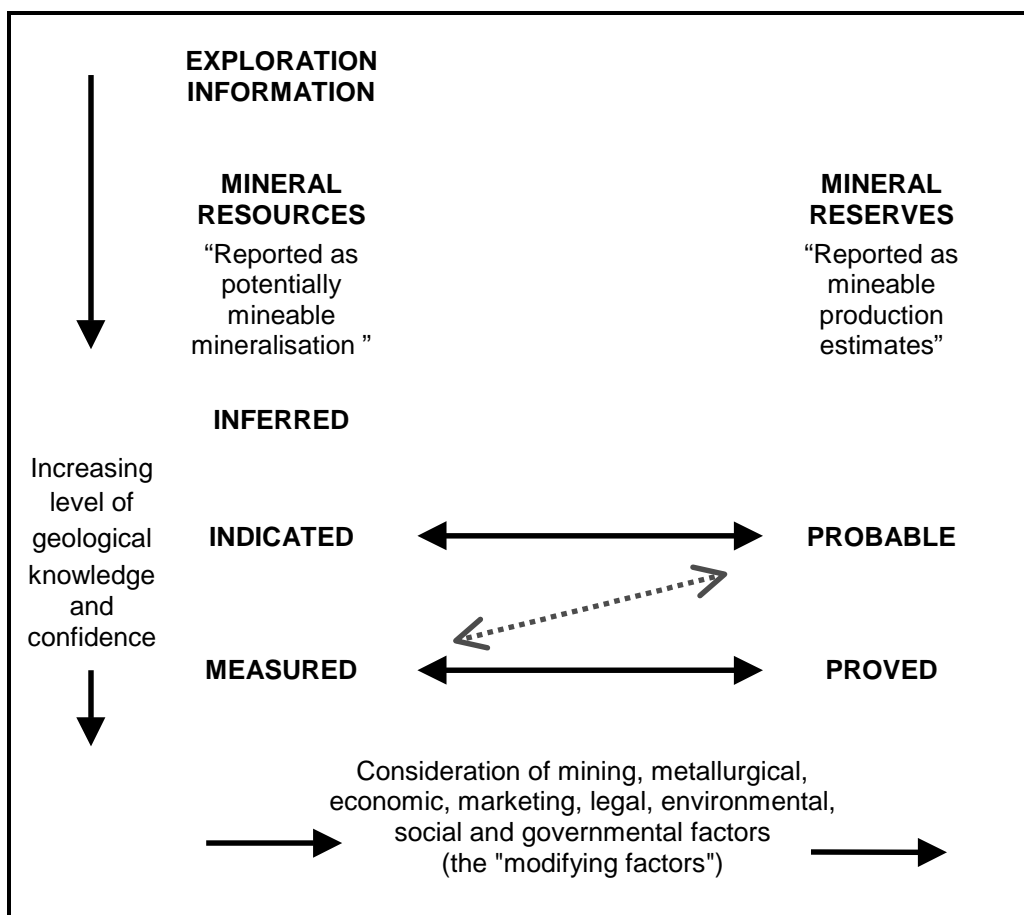 EXPLORATION
INFORMATION
MINERAL
RESOURCES
“Reported as
potentially
mineable
mineralisation ”
MINERAL
RESERVES
“Reported as
mineable
production
estimates”
INFERRED
Increasing
level of
geological
knowledge
and
confidence
INDICATED
PROBABLE
MEASURED
PROVED
Consideration of mining, metallurgical,
economic, marketing, legal, environmental,
social and governmental factors
(the "modifying factors")